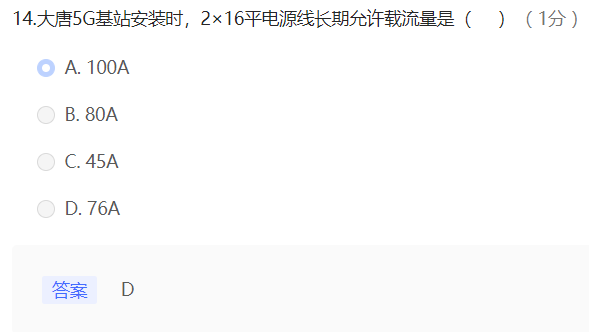 14.大唐5G基站安装时，2×16平电源线长期允许载流量是（ ）（ 1分 ）
A. 100A
B. 80A
C. 45A
D. 76A
答案 D